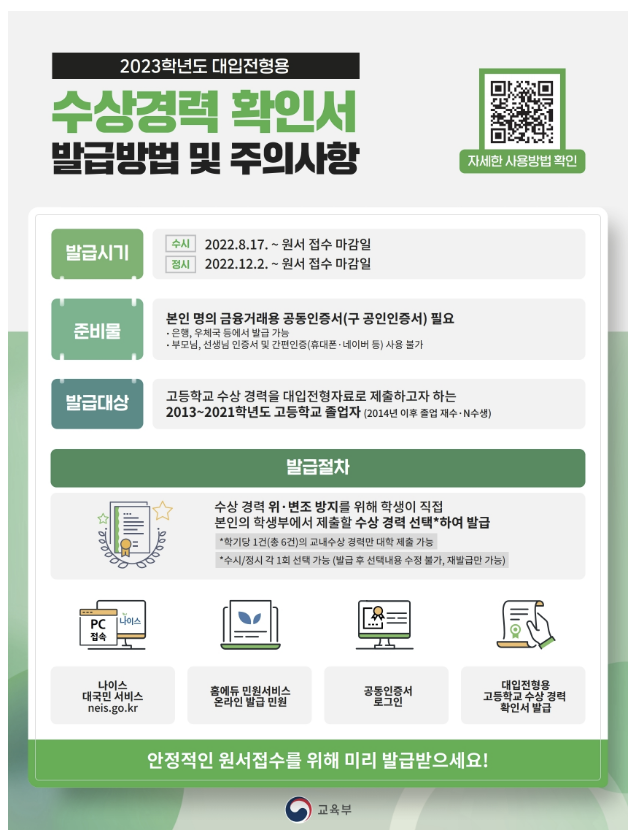 2023학년도 대입전형용
수상경력 확인서
발급방법 및 주의사항
자세한 사용방법 확인
발급시기
수시 2022.8.17. ~ 원서 접수 마감일
정시 2022.12.2. ~ 원서 접수 마감일
준비물
본인 명의 금융거래용 공동인증서(구 공인인증서) 필요
· 은행, 우체국 등에서 발급 가능
· 부모님, 선생님 인증서 및 간편인증(휴대폰·네이버 등) 사용 불가
발급대상
고등학교 수상 경력을 대입전형자료로 제출하고자 하는
2013~2021학년도 고등학교 졸업자 (2014년 이후 졸업 재수·N수생)
발급절차
수상 경력 위·변조 방지를 위해 학생이 직접
본인의 학생부에서 제출할 수상 경력 선택*하여 발급
*학기당 1건(총 6건)의 교내수상 경력만 대학 제출 가능
*수시/정시 각 1회 선택 가능 (발급 후 선택내용 수정 불가, 재발급만 가능)
PC
접속
나이스
나이스
대국민 서비스
neis.go.kr
홈에듀 민원서비스
온라인 발급 민원
공동인증서
로그인
대입전형용
고등학교 수상 경력
확인서 발급
안정적인 원서접수를 위해 미리 발급받으세요!
교육부